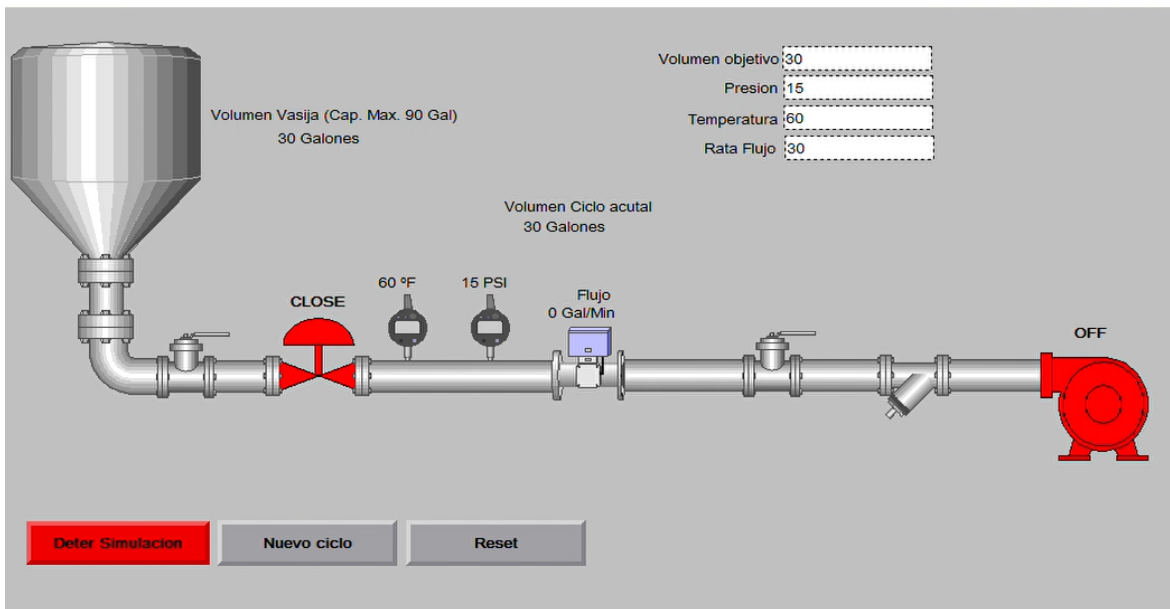 Volumen objetivo 30
Presion 15
Temperatura 60
Rata Flujo 30
Volumen Vasija (Cap. Max. 90 Gal)
30 Galones
Volumen Ciclo acutal
30 Galones
60 ºF
15 PSI
Flujo
0 Gal/Min
CLOSE
OFF
Deter Simulacion
Nuevo ciclo
Reset